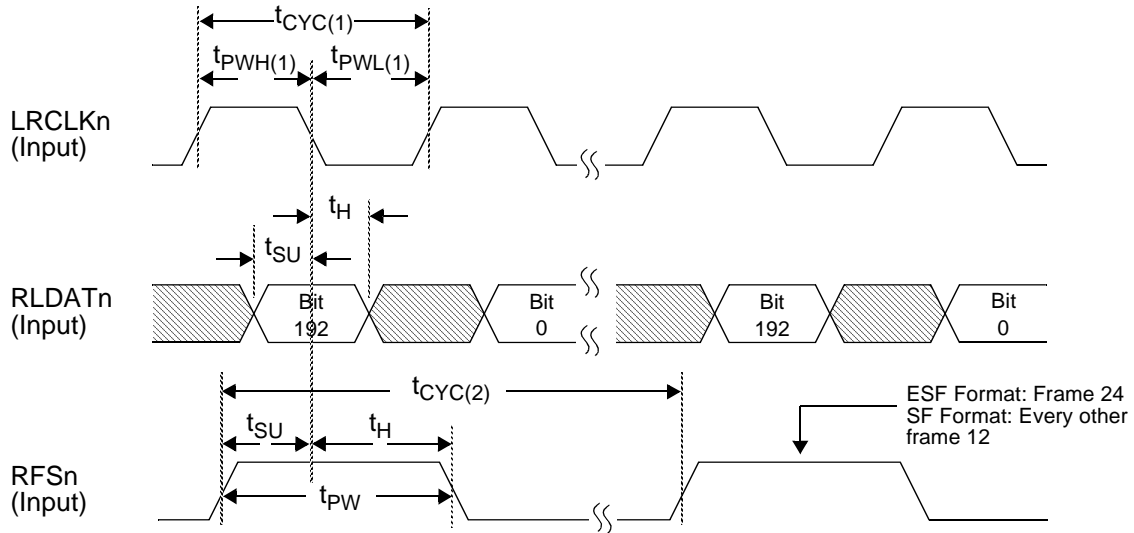 tCYC(1)
tPWH(1) tPWL(1)
LRCLKn
(Input)
tH
tSU
RLDATn
(Input)
Bit
192
Bit
0
Bit
192
Bit
0
tCYC(2)
ESF Format: Frame 24
SF Format: Every other
frame 12
tSU tH
RFSn
(Input)
tPW